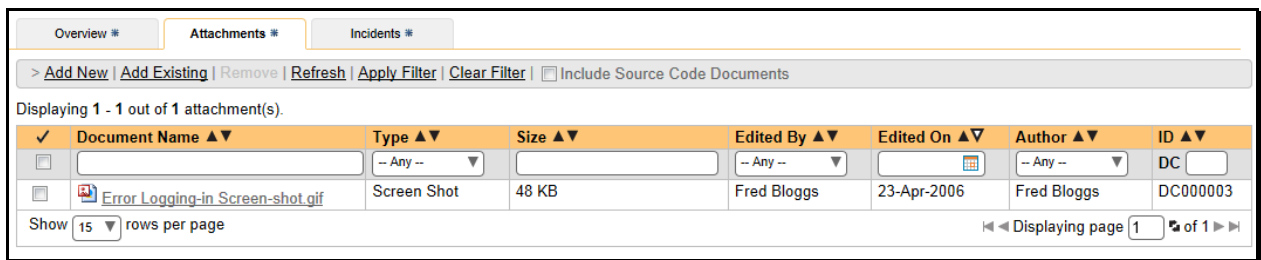 Overview * Attachments * Incidents *
> Add New | Add Existing | Remove | Refresh | Apply Filter | Clear Filter | Include Source Code Documents
Displaying 1 - 1 out of 1 attachment(s).
✓ Document Name ▲▼ Type ▲▼ Size ▲▼ Edited By ▲▼ Edited On ▲▽ Author ▲▼ ID ▲▼
-- Any -- ▼ -- Any -- ▼ -- Any -- ▼ DC
Error Logging-in Screen-shot.gif Screen Shot 48 KB Fred Bloggs 23-Apr-2006 Fred Bloggs DC000003
Show 15 ▼ rows per page Displaying page 1 of 1